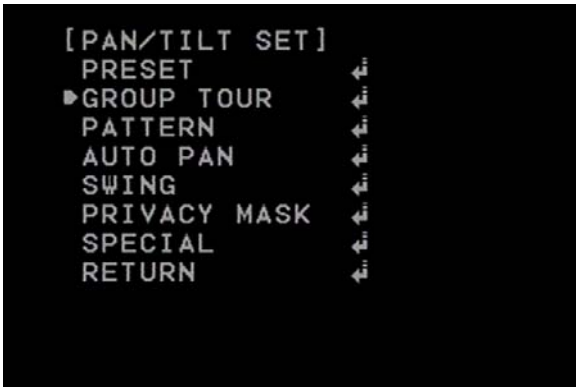 [PAN/TILT SET]
PRESET ↵
GROUP TOUR ↵
PATTERN ↵
AUTO PAN ↵
SWING ↵
PRIVACY MASK ↵
SPECIAL ↵
RETURN ↵